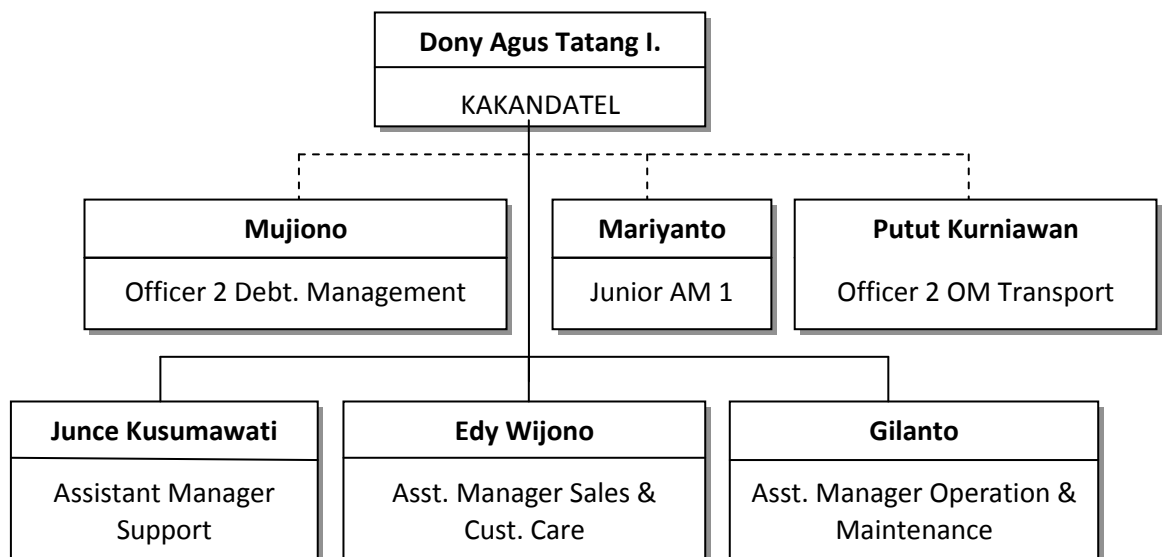 Dony Agus Tatang I.
KAKANDATEL
Mujiono
Officer 2 Debt. Management
Mariyanto
Junior AM 1
Putut Kurniawan
Officer 2 OM Transport
Junce Kusumawati
Assistant Manager
Support
Edy Wijono
Asst. Manager Sales &
Cust. Care
Gilanto
Asst. Manager Operation &
Maintenance